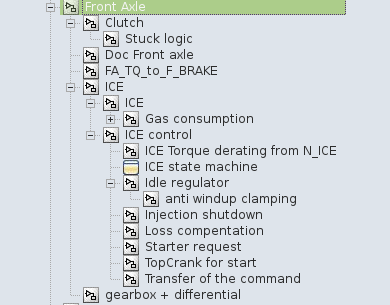 Front Axle
Clutch
Stuck logic
Doc Front axle
FA_TQ_to_F_BRAKE
ICE
ICE
Gas consumption
ICE control
ICE Torque derating from N_ICE
ICE state machine
Idle regulator
anti windup clamping
Injection shutdown
Loss compentation
Starter request
TopCrank for start
Transfer of the command
gearbox + differential